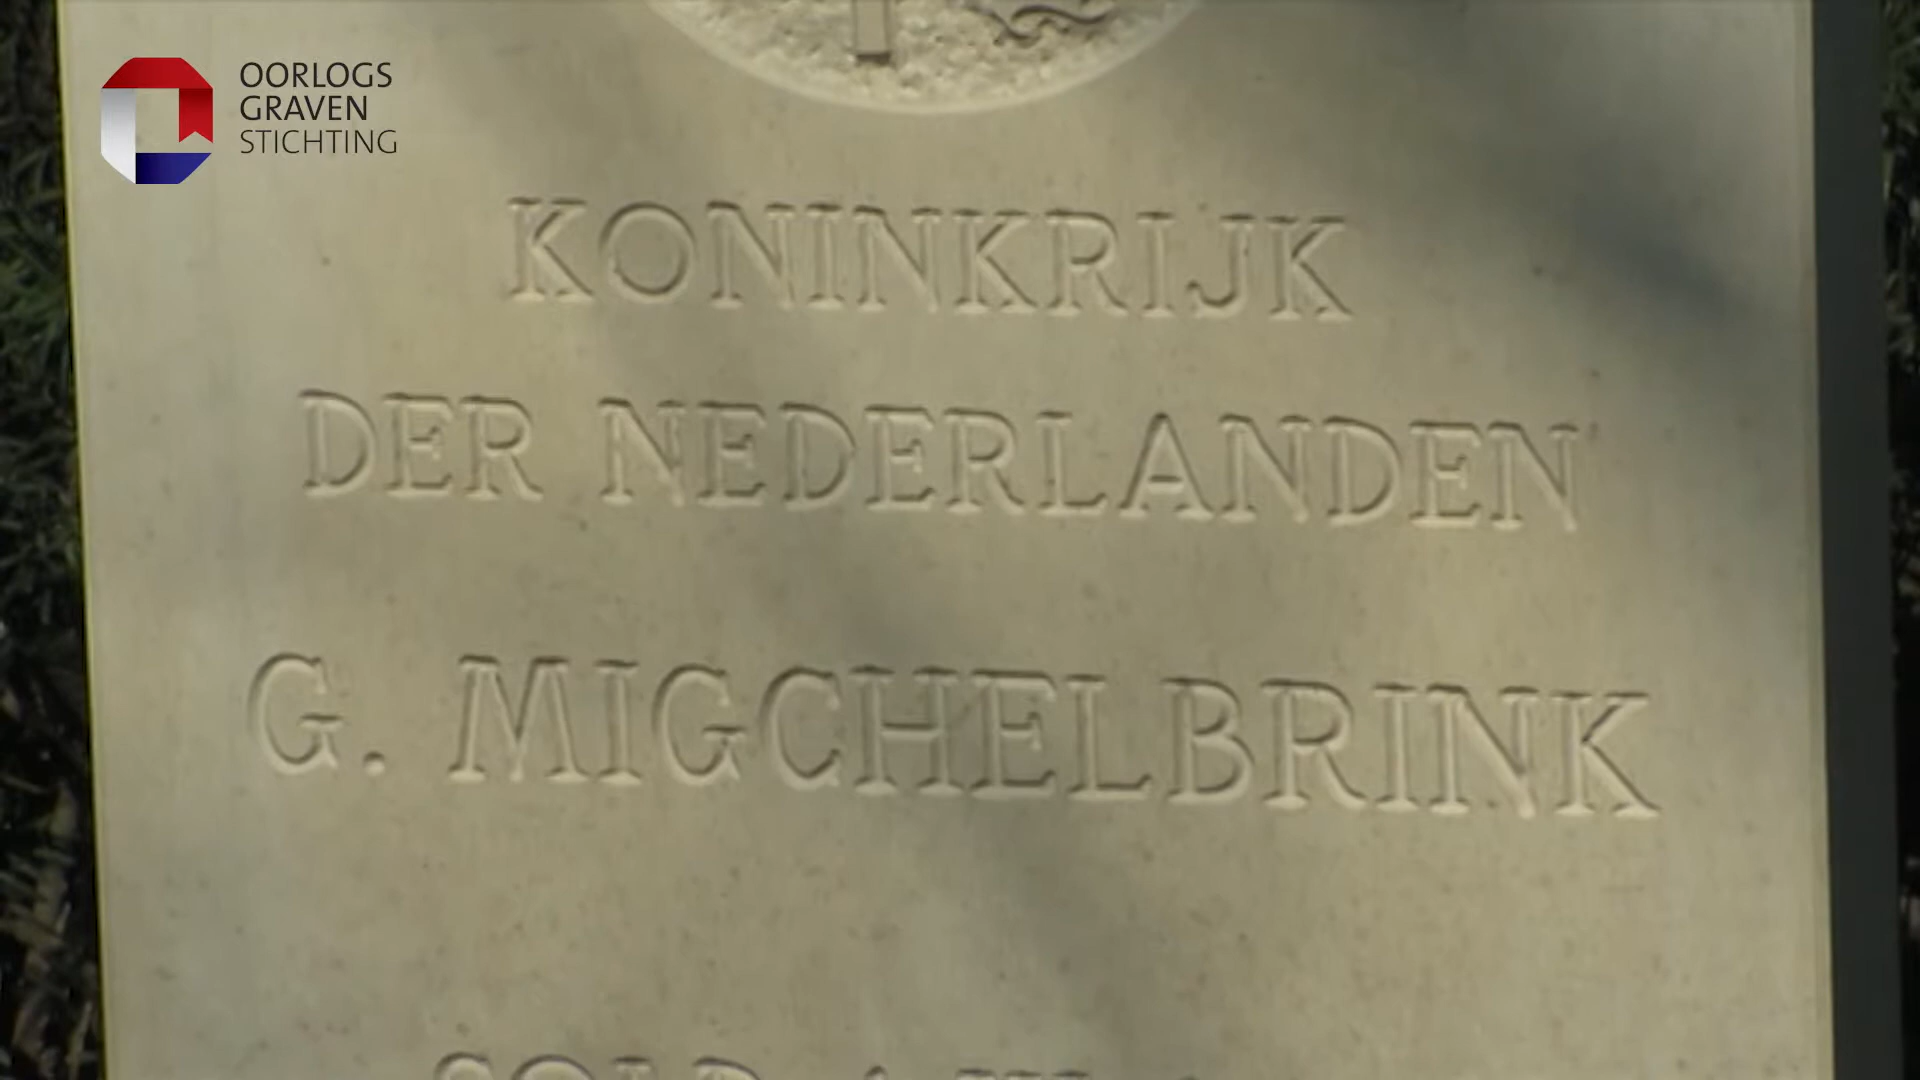 OORLOGS
GRAVEN
STICHTING
KONINKRIJK
DER NEDERLANDEN
G. MIGCHELBRINK